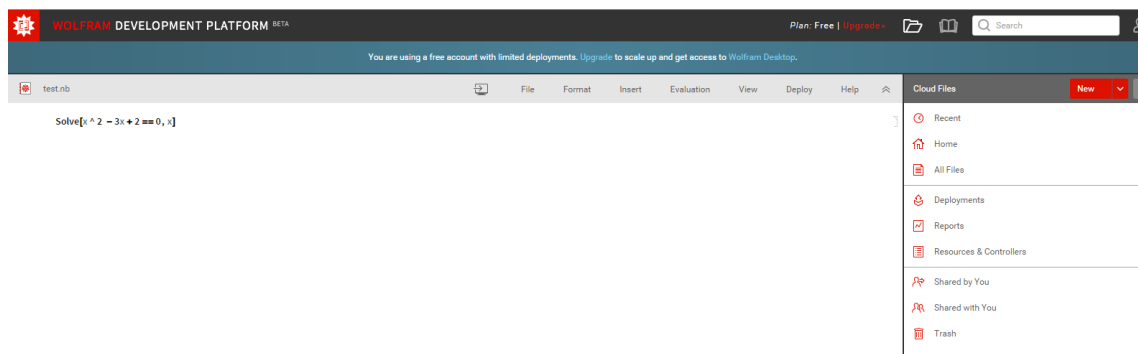 WOLFRAM DEVELOPMENT PLATFORM BETA
Plan: Free | Upgrade»
Search
You are using a free account with limited deployments. Upgrade to scale up and get access to Wolfram Desktop.
test.nb
File Format Insert Evaluation View Deploy Help
Solve[x ^ 2 - 3x + 2 == 0, x]
Cloud Files
New
Recent
Home
All Files
Deployments
Reports
Resources & Controllers
Shared by You
Shared with You
Trash